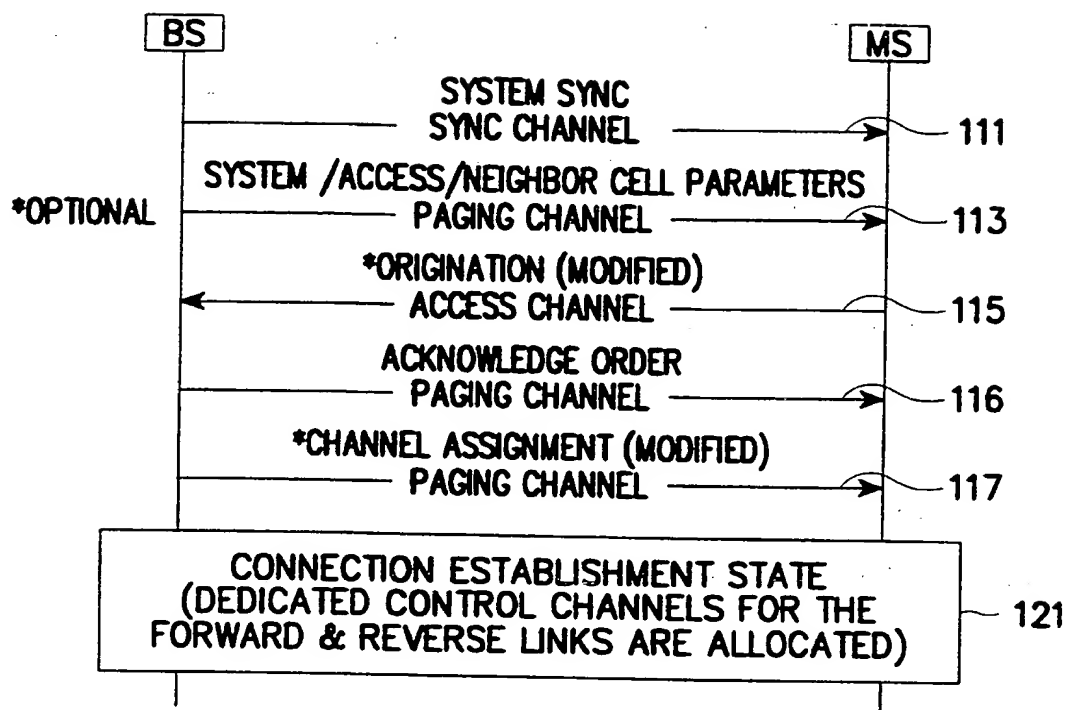 BS
MS
SYSTEM SYNC
SYNC CHANNEL
111
SYSTEM /ACCESS/NEIGHBOR CELL PARAMETERS
*OPTIONAL
PAGING CHANNEL
113
*ORIGINATION (MODIFIED)
ACCESS CHANNEL
115
ACKNOWLEDGE ORDER
PAGING CHANNEL
116
*CHANNEL ASSIGNMENT (MODIFIED)
PAGING CHANNEL
117
CONNECTION ESTABLISHMENT STATE
(DEDICATED CONTROL CHANNELS FOR THE
FORWARD & REVERSE LINKS ARE ALLOCATED)
121